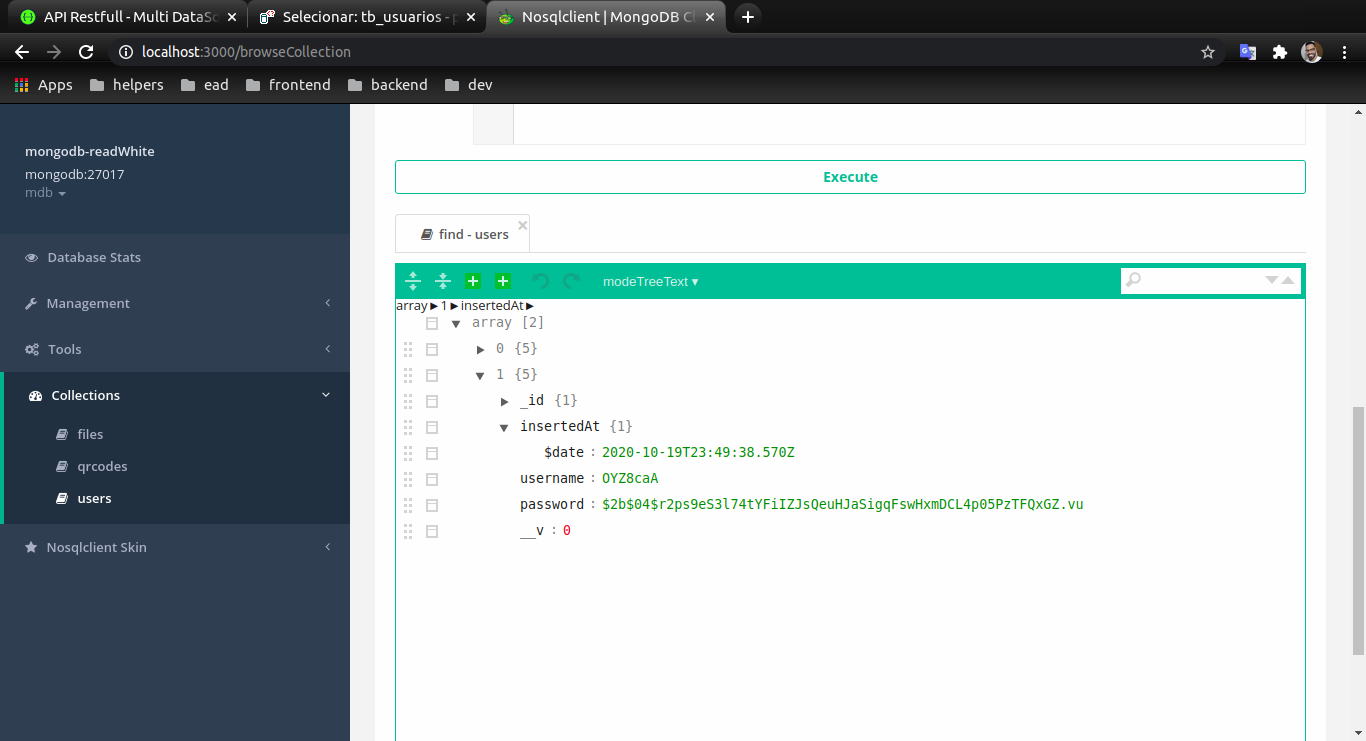 API Restfull - Multi DataSo
Selecionar: tb_usuarios - p
Nosqlclient | MongoDB Cl
localhost:3000/browseCollection
Apps helpers ead frontend backend dev
mongodb-readWhite
mongodb:27017
mdb
Database Stats
Management
Tools
Collections
files
qrcodes
users
Nosqlclient Skin
Execute
find - users
modeTreeText ▾
array ► 1 ► insertedAt ►
array [2]
0 {5}
1 {5}
_id {1}
insertedAt {1}
$date : 2020-10-19T23:49:38.570Z
username : OYZ8caA
password : $2b$04$r2ps9eS3l74tYFiIZJsQeuHJaSigqFswHxmDCL4p05PzTFQxGZ.vu
__v : 0